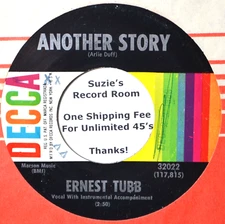 ANOTHER STORY
(Arlie Duff)
DECCA
Suzie's
Record Room
One Shipping Fee
For Unlimited 45's
Thanks!
Marson Music
(BMI)
32022
(117,815)
ERNEST TUBB
Vocal With Instrumental Accompaniment
(2:50)